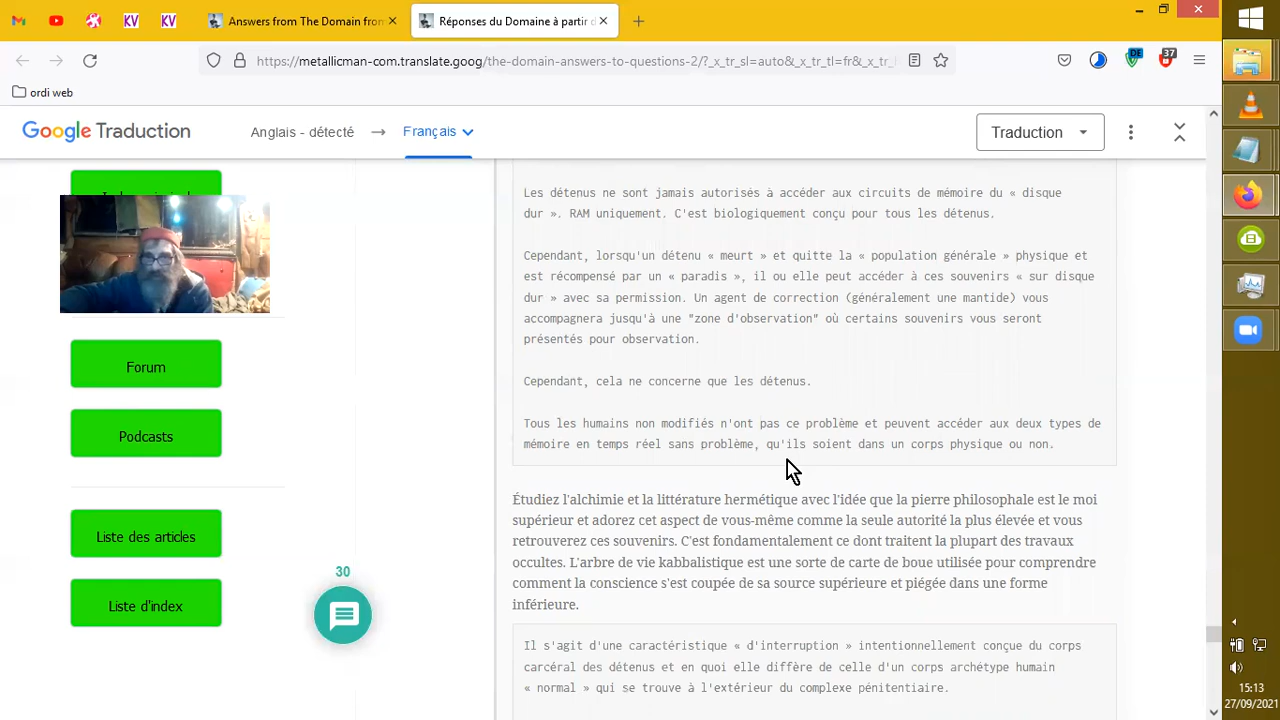 Answers from The Domain from
Réponses du Domaine à partir d
https://metallicman-com.translate.goog/the-domain-answers-to-questions-2/?_x_tr_sl=auto&_x_tr_tl=fr&_x_tr_
DE
37
ordi web
Google Traduction
Anglais - détecté
Français
Traduction
Forum
Podcasts
Liste des articles
Liste d'index
30
Les détenus ne sont jamais autorisés à accéder aux circuits de mémoire du « disque
dur ». RAM uniquement. C'est biologiquement conçu pour tous les détenus.
Cependant, lorsqu'un détenu « meurt » et quitte la « population générale » physique et
est récompensé par un « paradis », il ou elle peut accéder à ces souvenirs « sur disque
dur » avec sa permission. Un agent de correction (généralement une mantide) vous
accompagnera jusqu'à une "zone d'observation" où certains souvenirs vous seront
présentés pour observation.
Cependant, cela ne concerne que les détenus.
Tous les humains non modifiés n'ont pas ce problème et peuvent accéder aux deux types de
mémoire en temps réel sans problème, qu'ils soient dans un corps physique ou non.
Étudiez l'alchimie et la littérature hermétique avec l'idée que la pierre philosophale est le moi
supérieur et adorez cet aspect de vous-même comme la seule autorité la plus élevée et vous
retrouverez ces souvenirs. C'est fondamentalement ce dont traitent la plupart des travaux
occultes. L'arbre de vie kabbalistique est une sorte de carte de boue utilisée pour comprendre
comment la conscience s'est coupée de sa source supérieure et piégée dans une forme
inférieure.
Il s'agit d'une caractéristique « d'interruption » intentionnellement conçue du corps
carcéral des détenus et en quoi elle diffère de celle d'un corps archétype humain
« normal » qui se trouve à l'extérieur du complexe pénitentiaire.
15:13
27/09/2021